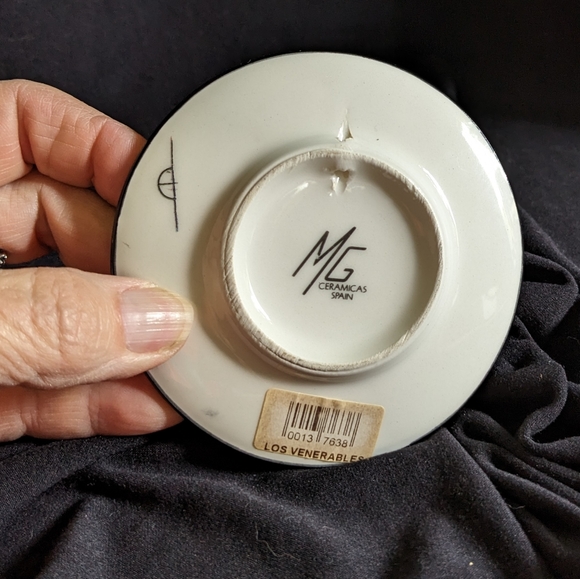 MG
CERAMICAS
SPAIN
0013 7638
LOS VENERABLES